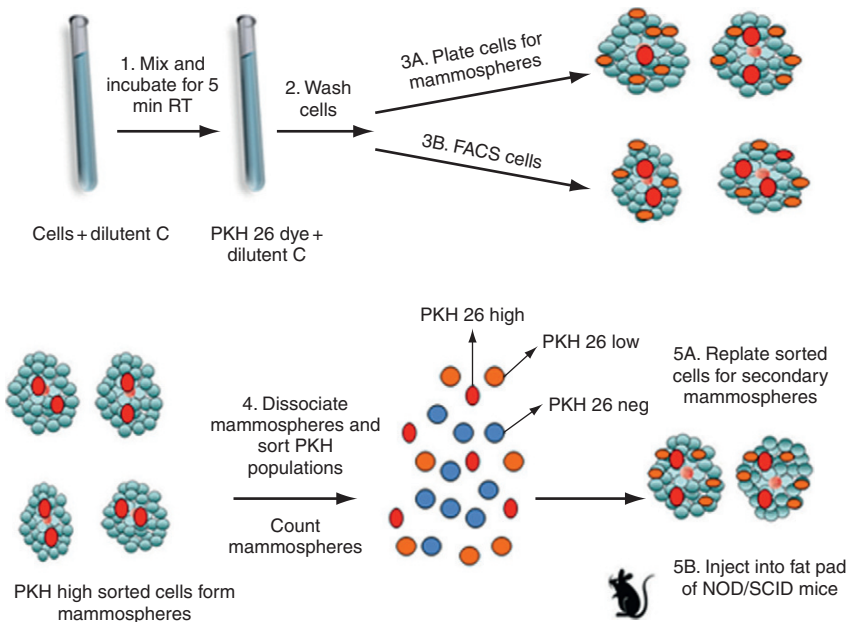 1. Mix and
incubate for 5
min RT
2. Wash
cells
3A. Plate cells for
mammospheres
3B. FACS cells
Cells + dilutent C
PKH 26 dye +
dilutent C
PKH 26 high
PKH 26 low
PKH 26 neg
4. Dissociate
mammospheres and
sort PKH
populations
Count
mammospheres
5A. Replate sorted
cells for secondary
mammospheres
5B. Inject into fat pad
of NOD/SCID mice
PKH high sorted cells form
mammospheres